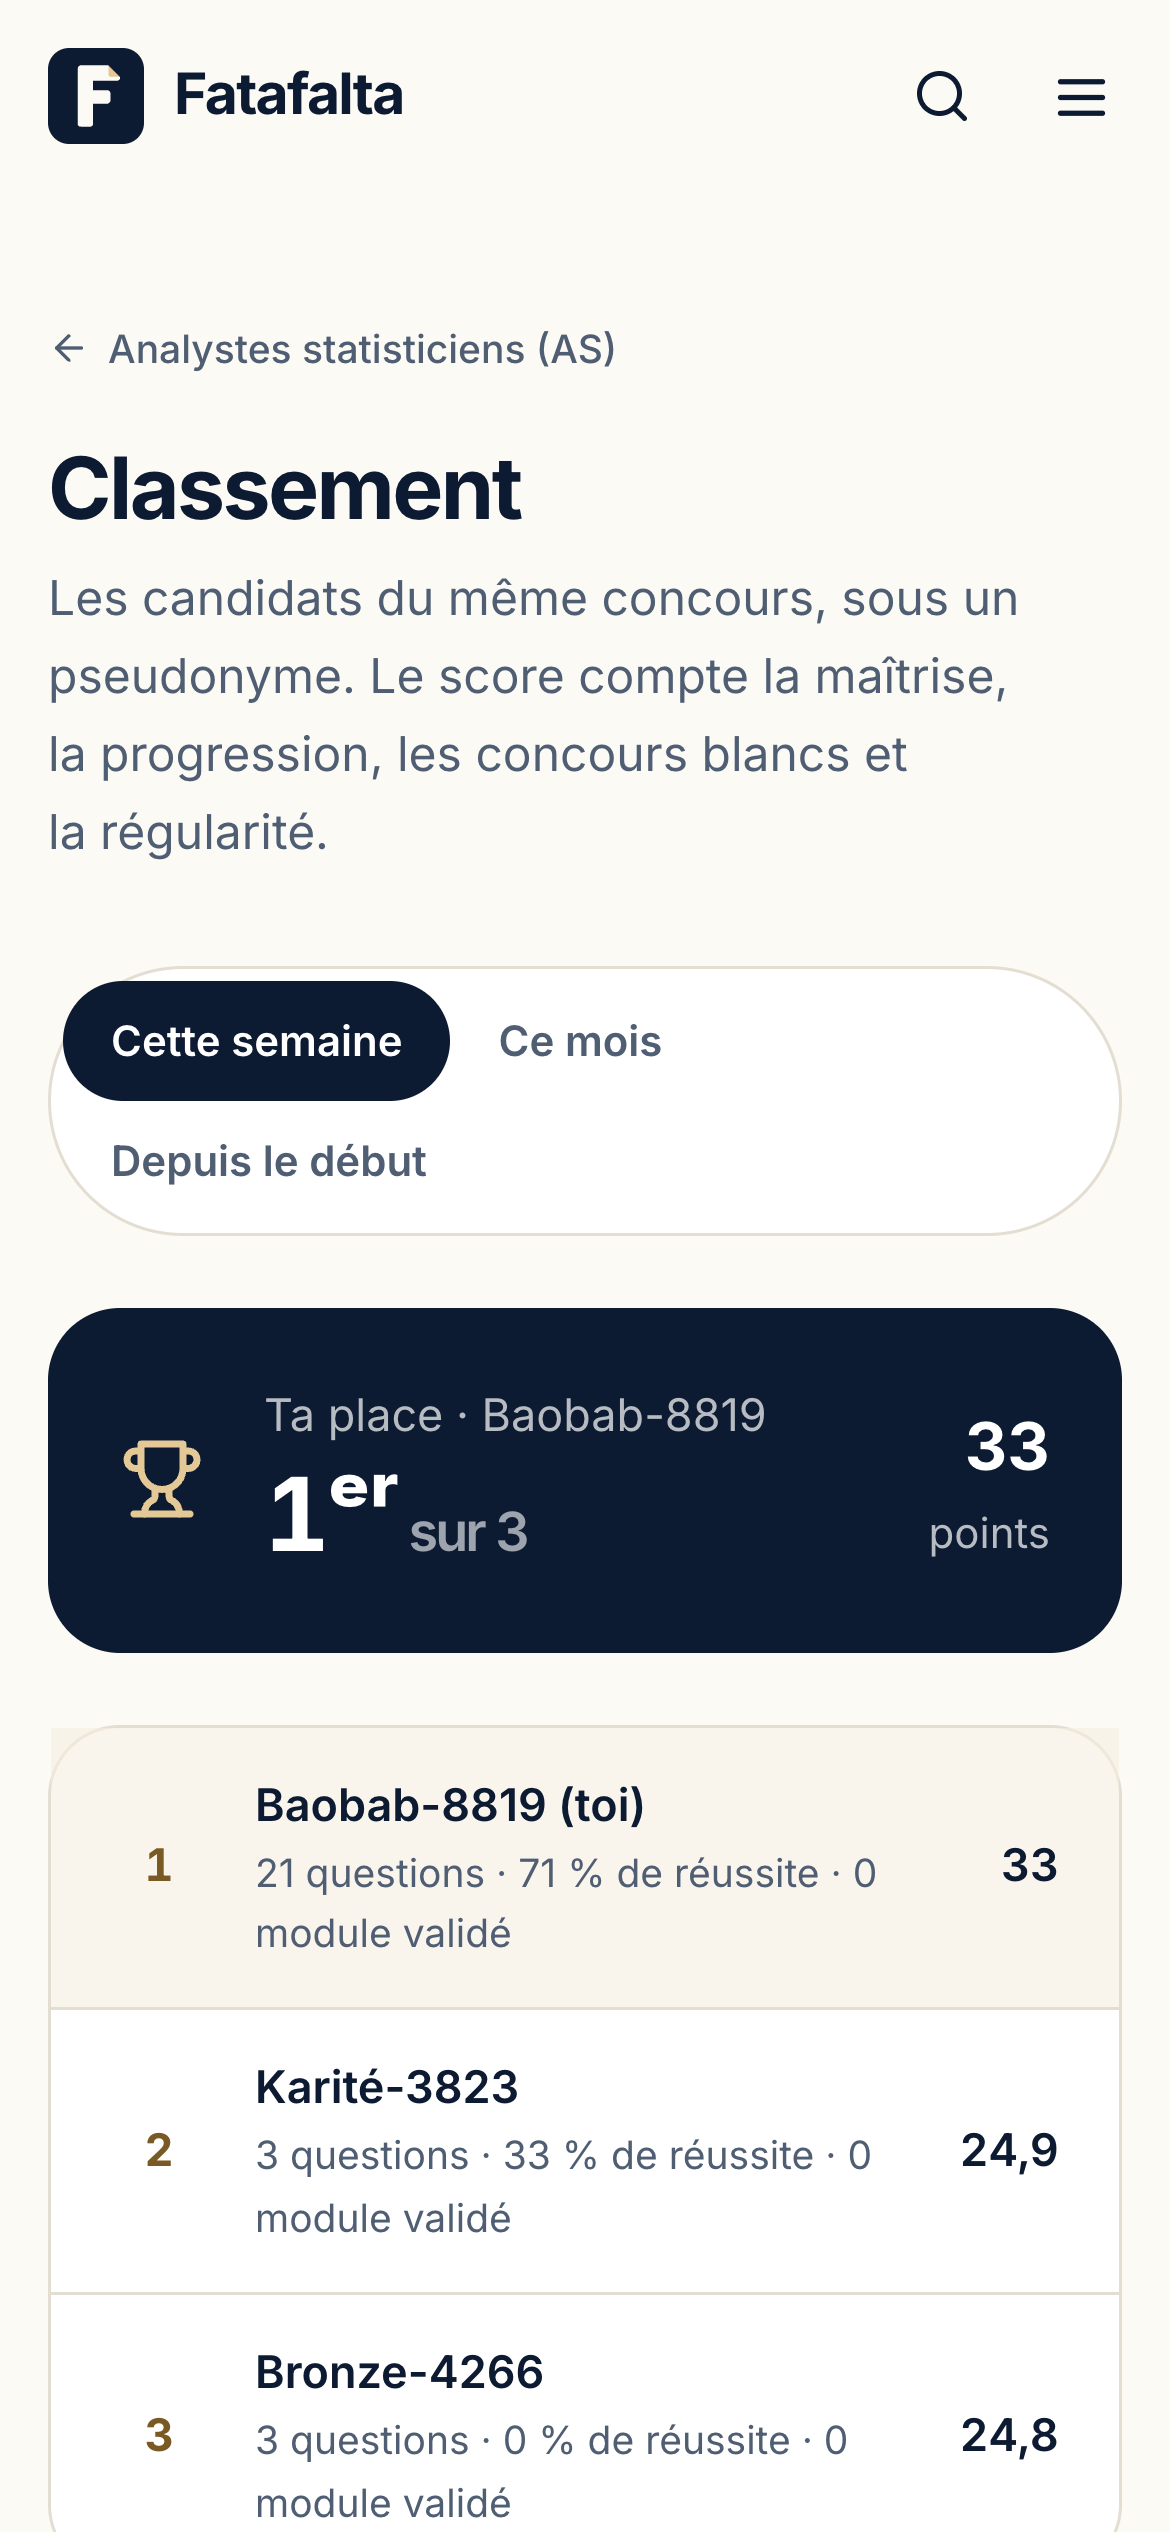 Fatafalta
← Analystes statisticiens (AS)
Classement
Les candidats du même concours, sous un
pseudonyme. Le score compte la maîtrise,
la progression, les concours blancs et
la régularité.
Cette semaine Ce mois
Depuis le début
Ta place · Baobab-8819
1er sur 3
33
points
Baobab-8819 (toi)
1
21 questions · 71 % de réussite · 0
module validé
33
Karité-3823
2
3 questions · 33 % de réussite · 0
module validé
24,9
Bronze-4266
3
3 questions · 0 % de réussite · 0
module validé
24,8